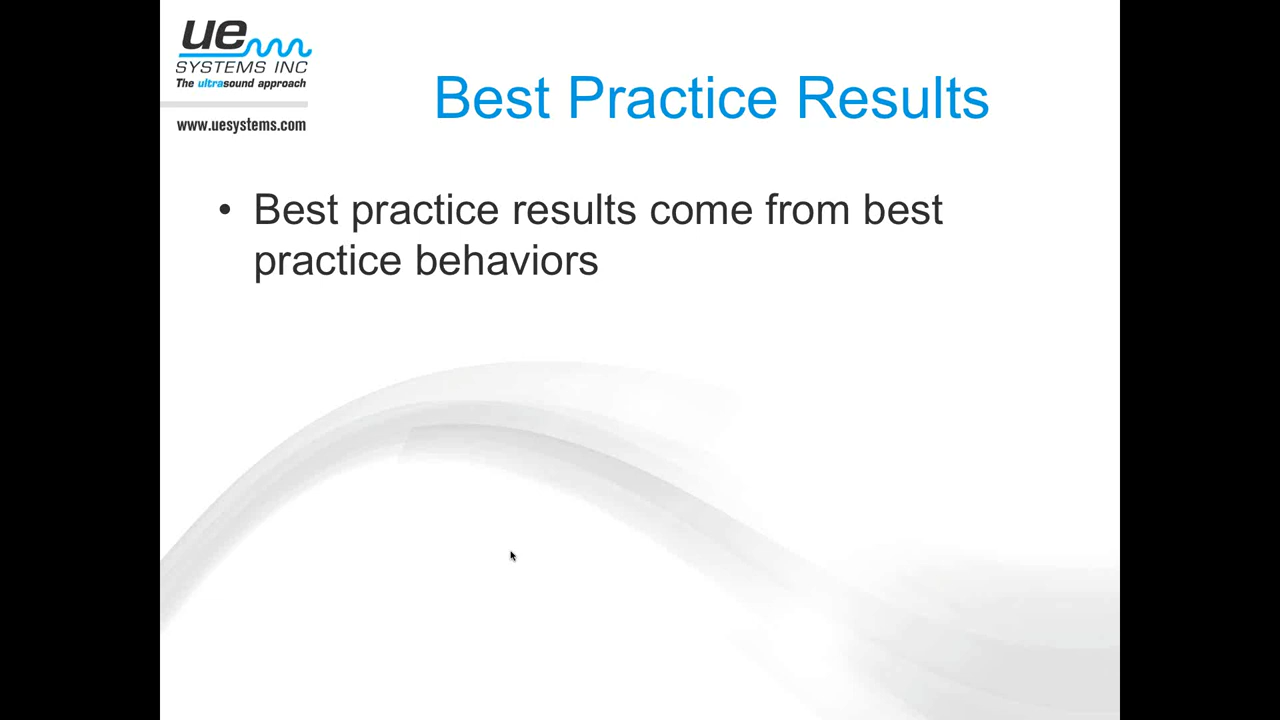 ue
SYSTEMS INC
The ultrasound approach
www.uesystems.com
Best Practice Results
• Best practice results come from best
practice behaviors